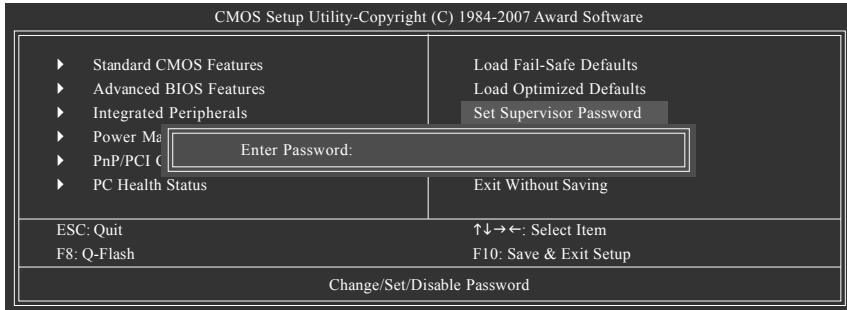 CMOS Setup Utility-Copyright (C) 1984-2007 Award Software
Standard CMOS Features
Advanced BIOS Features
Integrated Peripherals
Power Ma
PnP/PCI
PC Health Status
Load Fail-Safe Defaults
Load Optimized Defaults
Set Supervisor Password
Exit Without Saving
Enter Password:
ESC: Quit
F8: Q-Flash
↑↓→←: Select Item
F10: Save & Exit Setup
Change/Set/Disable Password